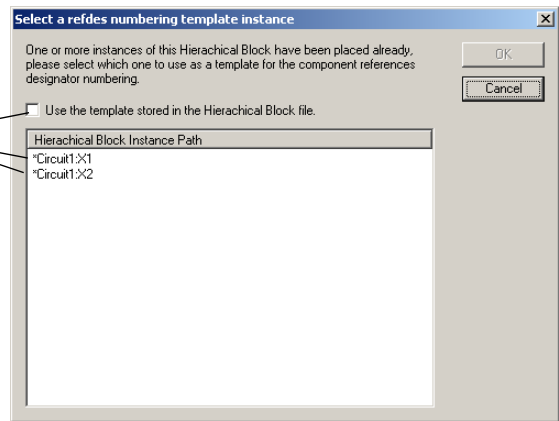 Select a refdes numbering template instance
One or more instances of this Hierachical Block have been placed already,
please select which one to use as a template for the component references
designator numbering.
OK
Cancel
Use the template stored in the Hierachical Block file.
Hierachical Block Instance Path
*Circuit1:X1
*Circuit1:X2